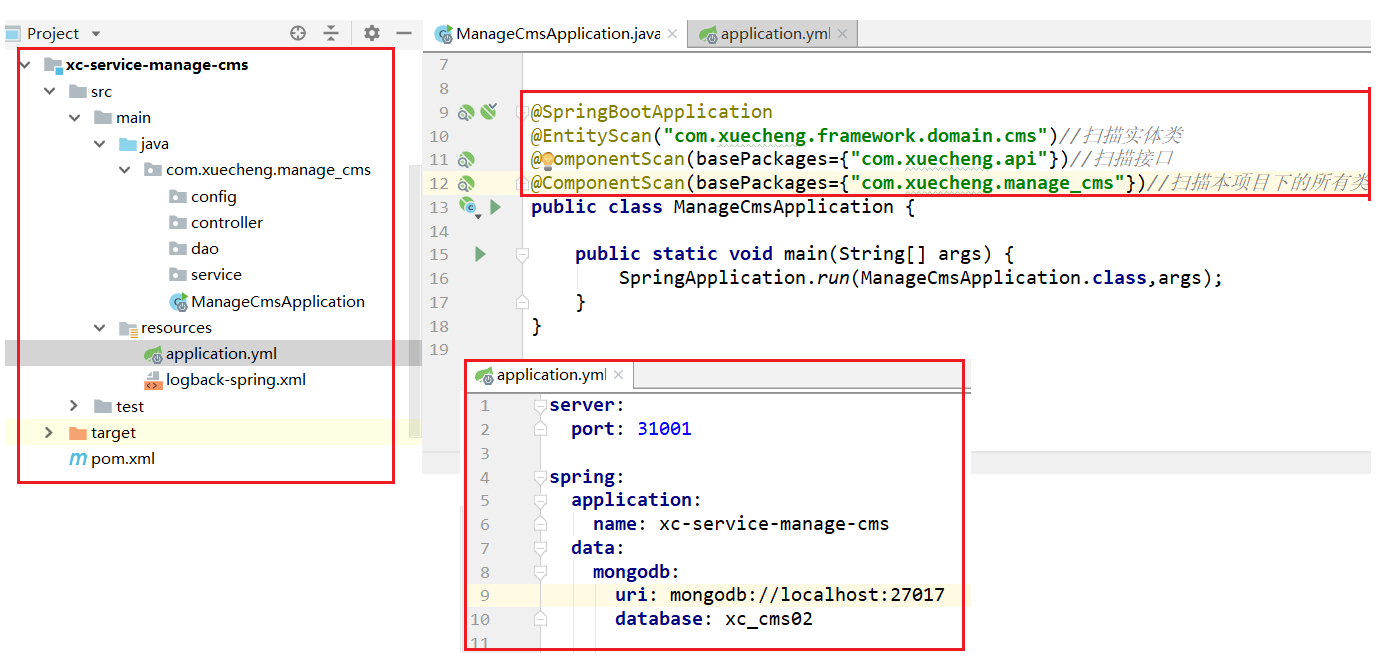 Project
xc-service-manage-cms
src
main
java
com.xuecheng.manage_cms
config
controller
dao
service
ManageCmsApplication
resources
application.yml
logback-spring.xml
test
target
pom.xml
ManageCmsApplication.java
application.yml
7
8
9 @SpringBootApplication
10 @EntityScan("com.xuecheng.framework.domain.cms")//扫描实体类
11 @ComponentScan(basePackages={"com.xuecheng.api"})//扫描接口
12 @ComponentScan(basePackages={"com.xuecheng.manage_cms"})//扫描本项目下的所有类
13 public class ManageCmsApplication {
14
15 public static void main(String[] args) {
16 SpringApplication.run(ManageCmsApplication.class,args);
17 }
18 }
19
application.yml
1 server:
2 port: 31001
3
4 spring:
5 application:
6 name: xc-service-manage-cms
7 data:
8 mongodb:
9 uri: mongodb://localhost:27017
10 database: xc_cms02
11